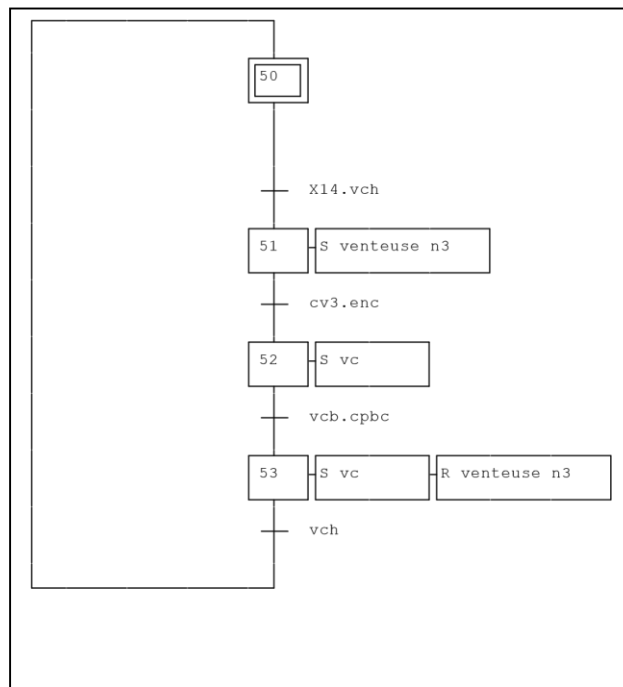 50
X14.vch
51 S venteuse n3
cv3.enc
52 S vc
vcb.cpbc
53 S vc R venteuse n3
vch